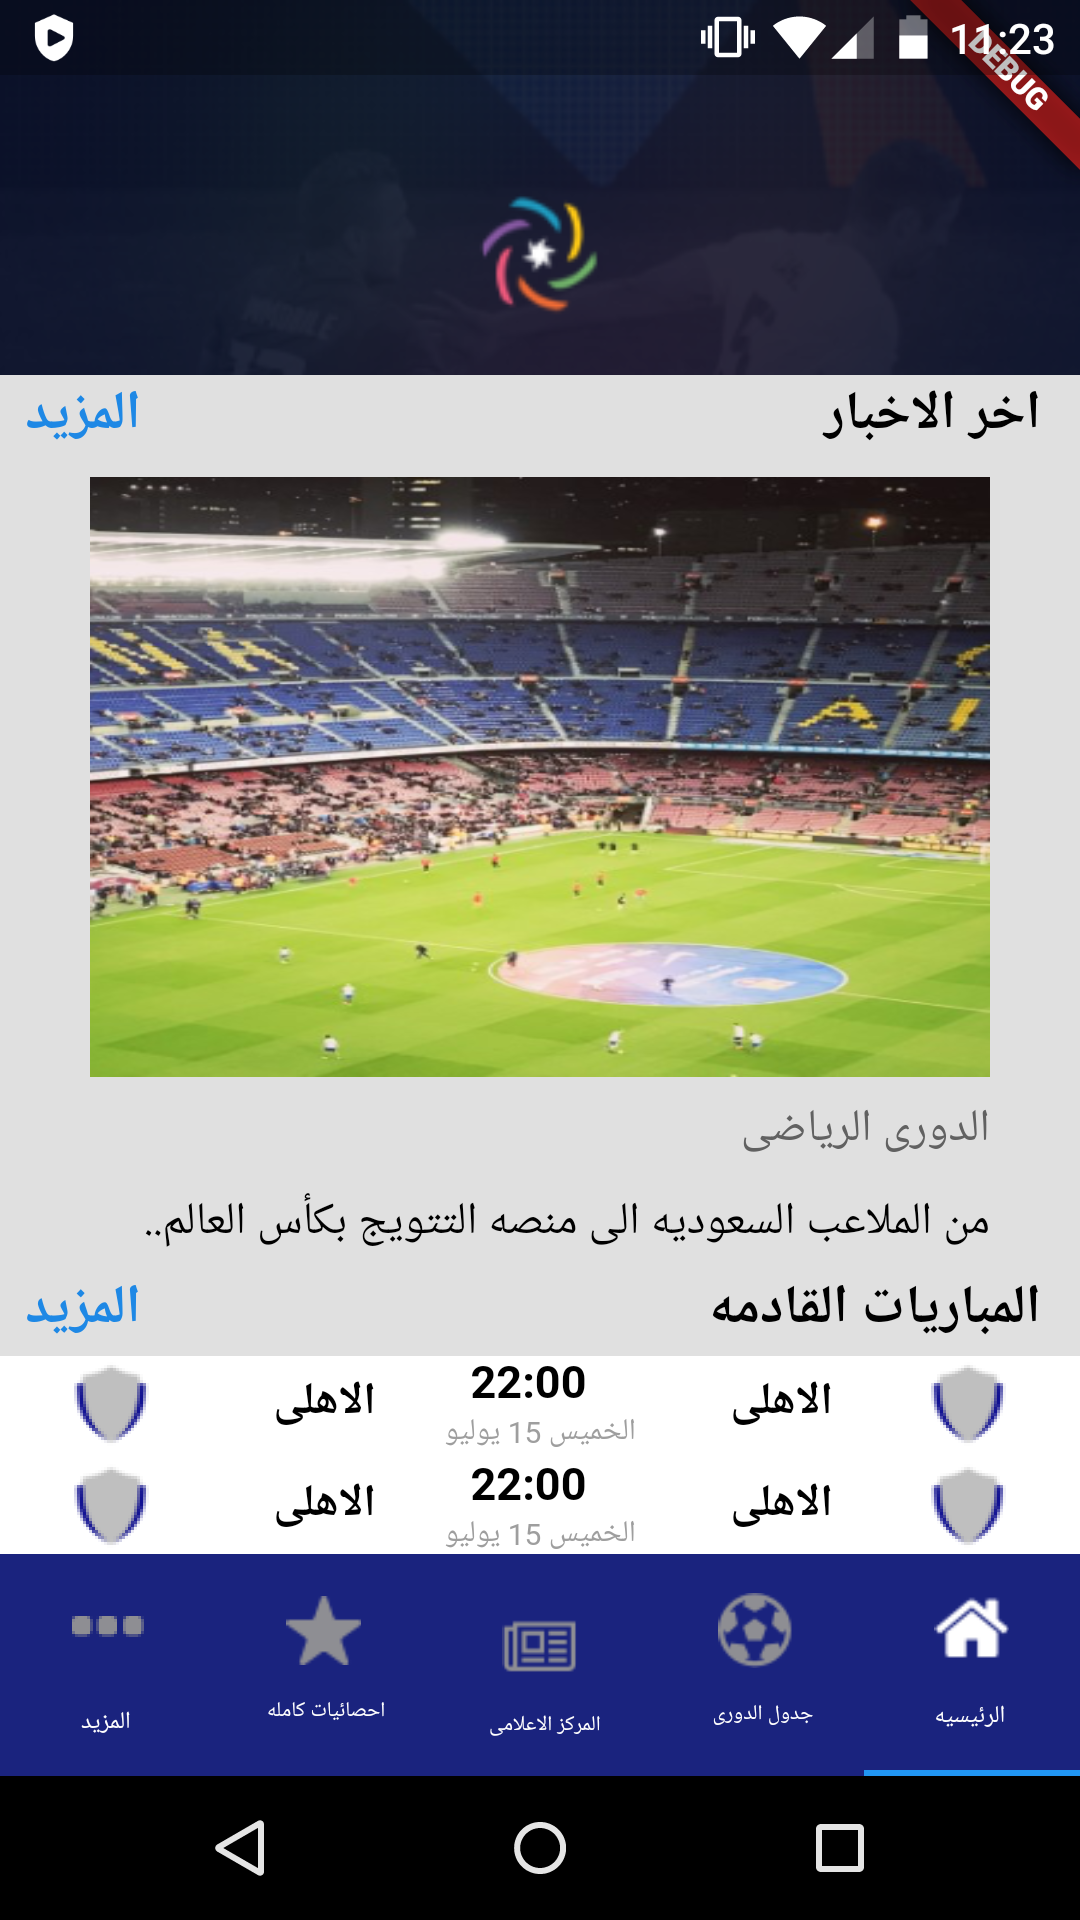 11:23
DEBUG
اخر الاخبار
المزيد
الدورى الرياضى
من الملاعب السعوديه الى منصه التتويج بكأس العالم..
المباريات القادمه
المزيد
الاهلى
22:00
الخميس 15 يوليو
الاهلى
الاهلى
22:00
الخميس 15 يوليو
الاهلى
الرئيسيه
جدول الدورى
المركز الاعلامى
احصائيات كامله
المزيد